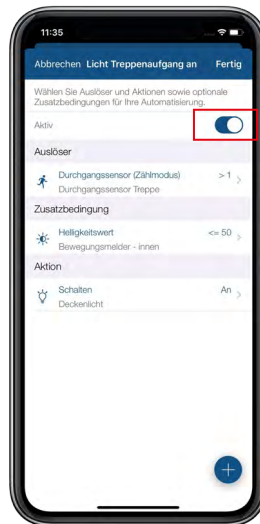 11:35
Abbrechen Licht Treppenaufgang an Fertig
Wählen Sie Auslöser und Aktionen sowie optionale
Zusatzbedingungen für Ihre Automatisierung.
Aktiv
Auslöser
Durchgangssensor (Zählmodus) > 1
Durchgangssensor Treppe
Zusatzbedingung
Helligkeitswert <= 50
Bewegungsmelder - innen
Aktion
Schalten An
Deckenlicht